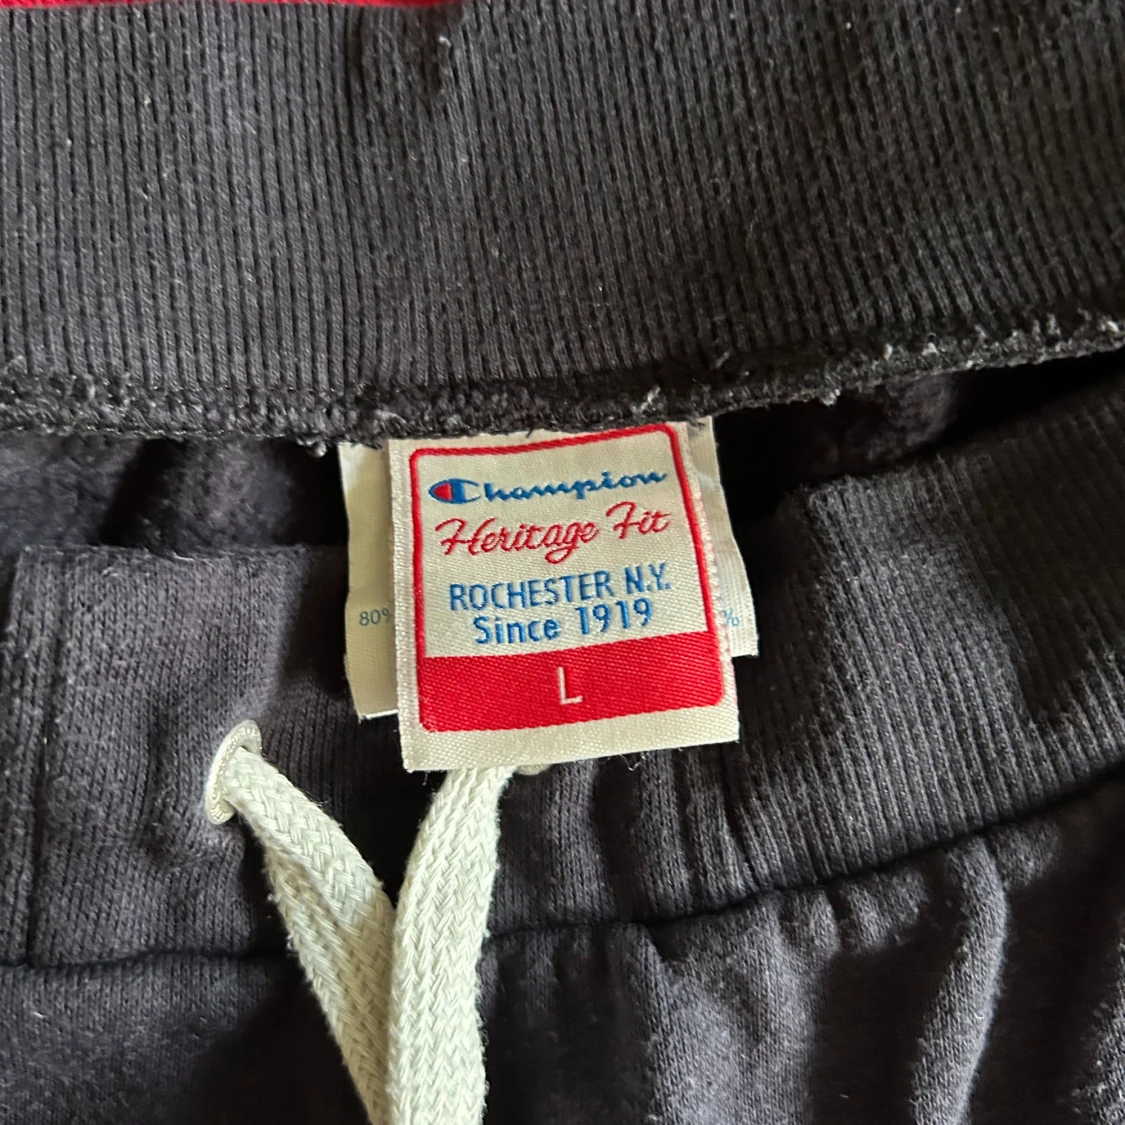 Champion
Heritage Fit
ROCHESTER N.Y.
Since 1919
80%
%
L